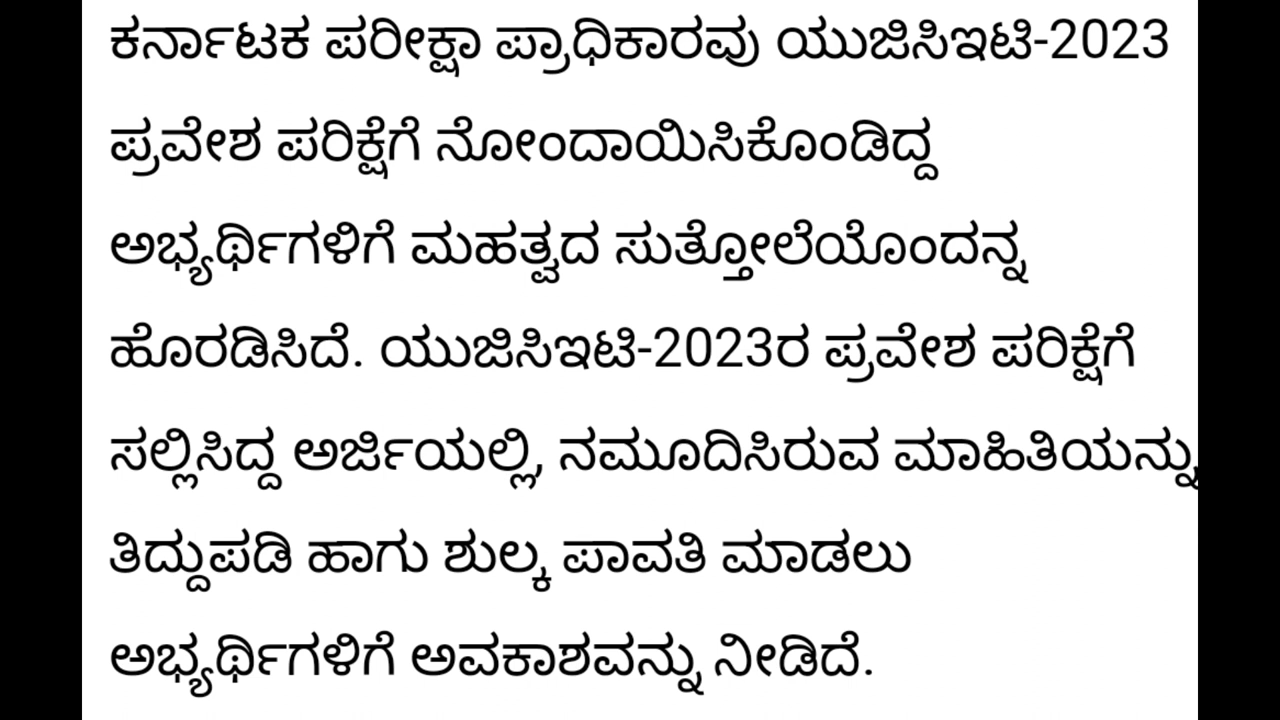 ಕರ್ನಾಟಕ ಪರೀಕ್ಷಾ ಪ್ರಾಧಿಕಾರವು ಯುಜಿಸಿಇಟಿ-2023
ಪ್ರವೇಶ ಪರಿಕ್ಷೆಗೆ ನೋಂದಾಯಿಸಿಕೊಂಡಿದ್ದ
ಅಭ್ಯರ್ಥಿಗಳಿಗೆ ಮಹತ್ವದ ಸುತ್ತೋಲೆಯೊಂದನ್ನ
ಹೊರಡಿಸಿದೆ. ಯುಜಿಸಿಇಟಿ-2023ರ ಪ್ರವೇಶ ಪರಿಕ್ಷೆಗೆ
ಸಲ್ಲಿಸಿದ್ದ ಅರ್ಜಿಯಲ್ಲಿ, ನಮೂದಿಸಿರುವ ಮಾಹಿತಿಯನ್ನು
ತಿದ್ದುಪಡಿ ಹಾಗು ಶುಲ್ಕ ಪಾವತಿ ಮಾಡಲು
ಅಭ್ಯರ್ಥಿಗಳಿಗೆ ಅವಕಾಶವನ್ನು ನೀಡಿದೆ.